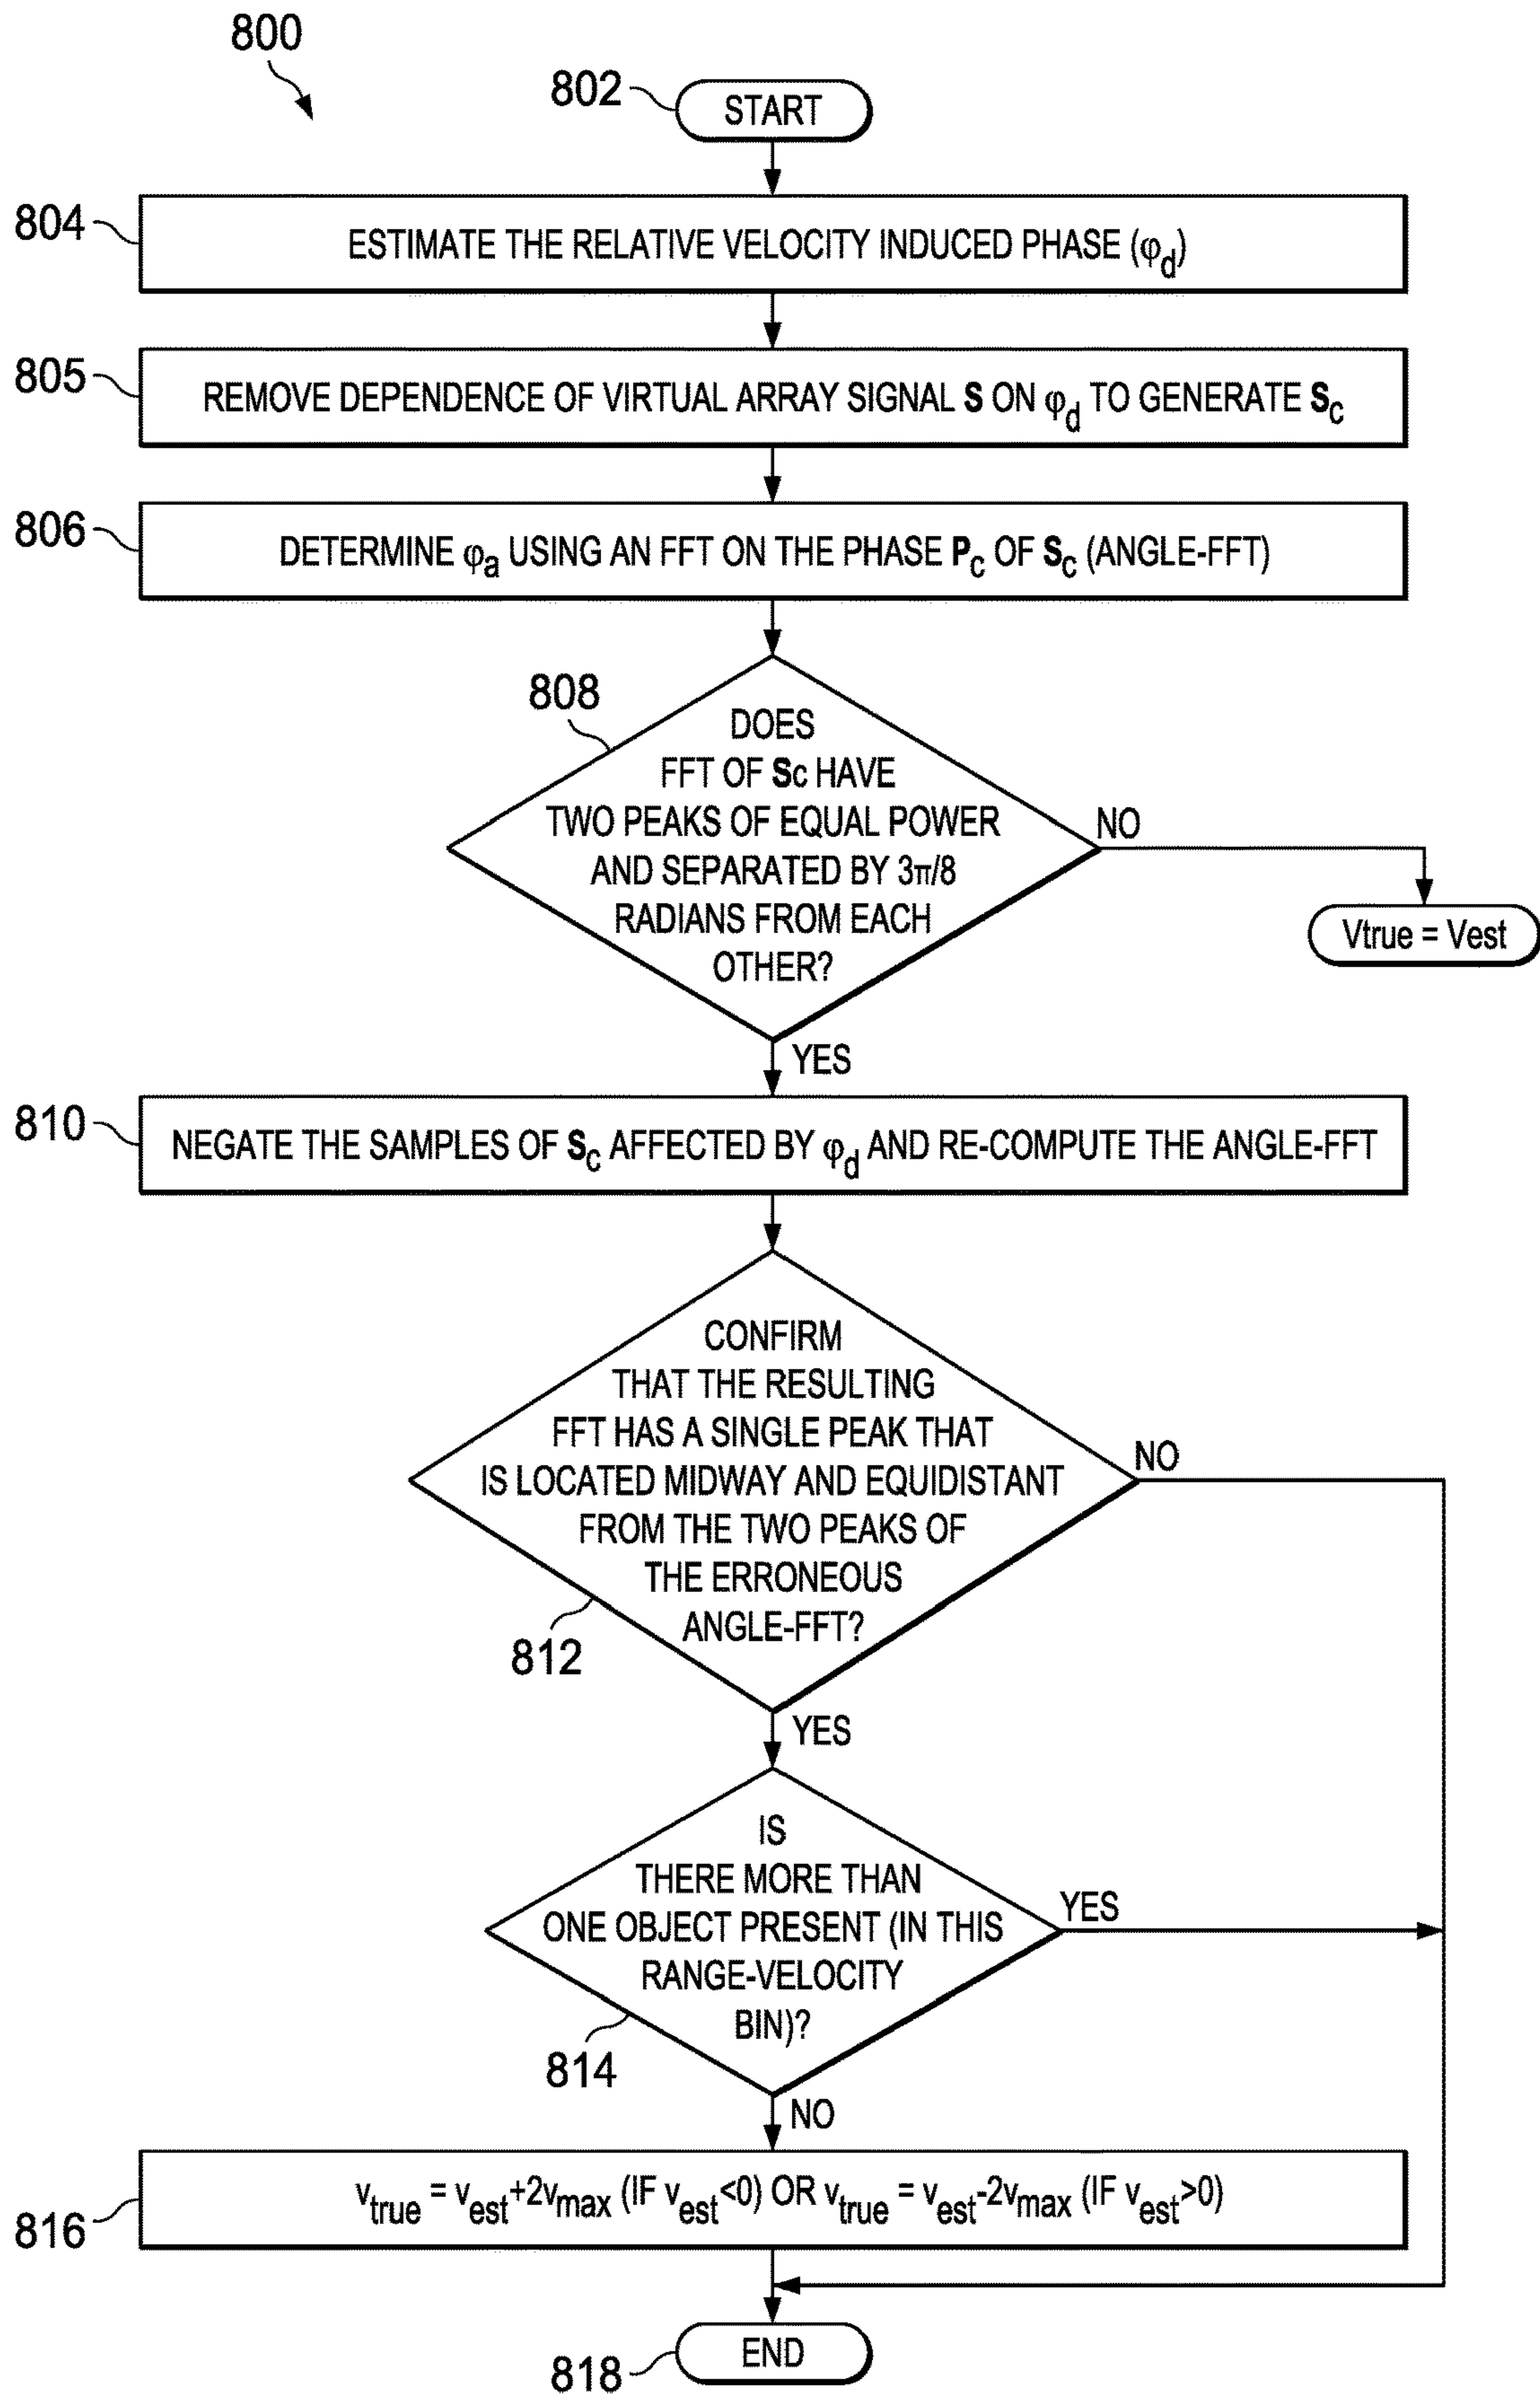 800
802
START
804
ESTIMATE THE RELATIVE VELOCITY INDUCED PHASE (φd)
805
REMOVE DEPENDENCE OF VIRTUAL ARRAY SIGNAL S ON φd TO GENERATE Sc
806
DETERMINE φa USING AN FFT ON THE PHASE Pc OF Sc (ANGLE-FFT)
808
DOES
FFT OF Sc HAVE
TWO PEAKS OF EQUAL POWER
AND SEPARATED BY 3π/8
RADIANS FROM EACH
OTHER?
NO
Vtrue = Vest
YES
810
NEGATE THE SAMPLES OF Sc AFFECTED BY φd AND RE-COMPUTE THE ANGLE-FFT
CONFIRM
THAT THE RESULTING
FFT HAS A SINGLE PEAK THAT
IS LOCATED MIDWAY AND EQUIDISTANT
FROM THE TWO PEAKS OF
THE ERRONEOUS
ANGLE-FFT?
812
NO
YES
IS
THERE MORE THAN
ONE OBJECT PRESENT (IN THIS
RANGE-VELOCITY
BIN)?
814
YES
NO
816
vtrue = vest+2vmax (IF vest<0) OR vtrue = vest-2vmax (IF vest>0)
818
END